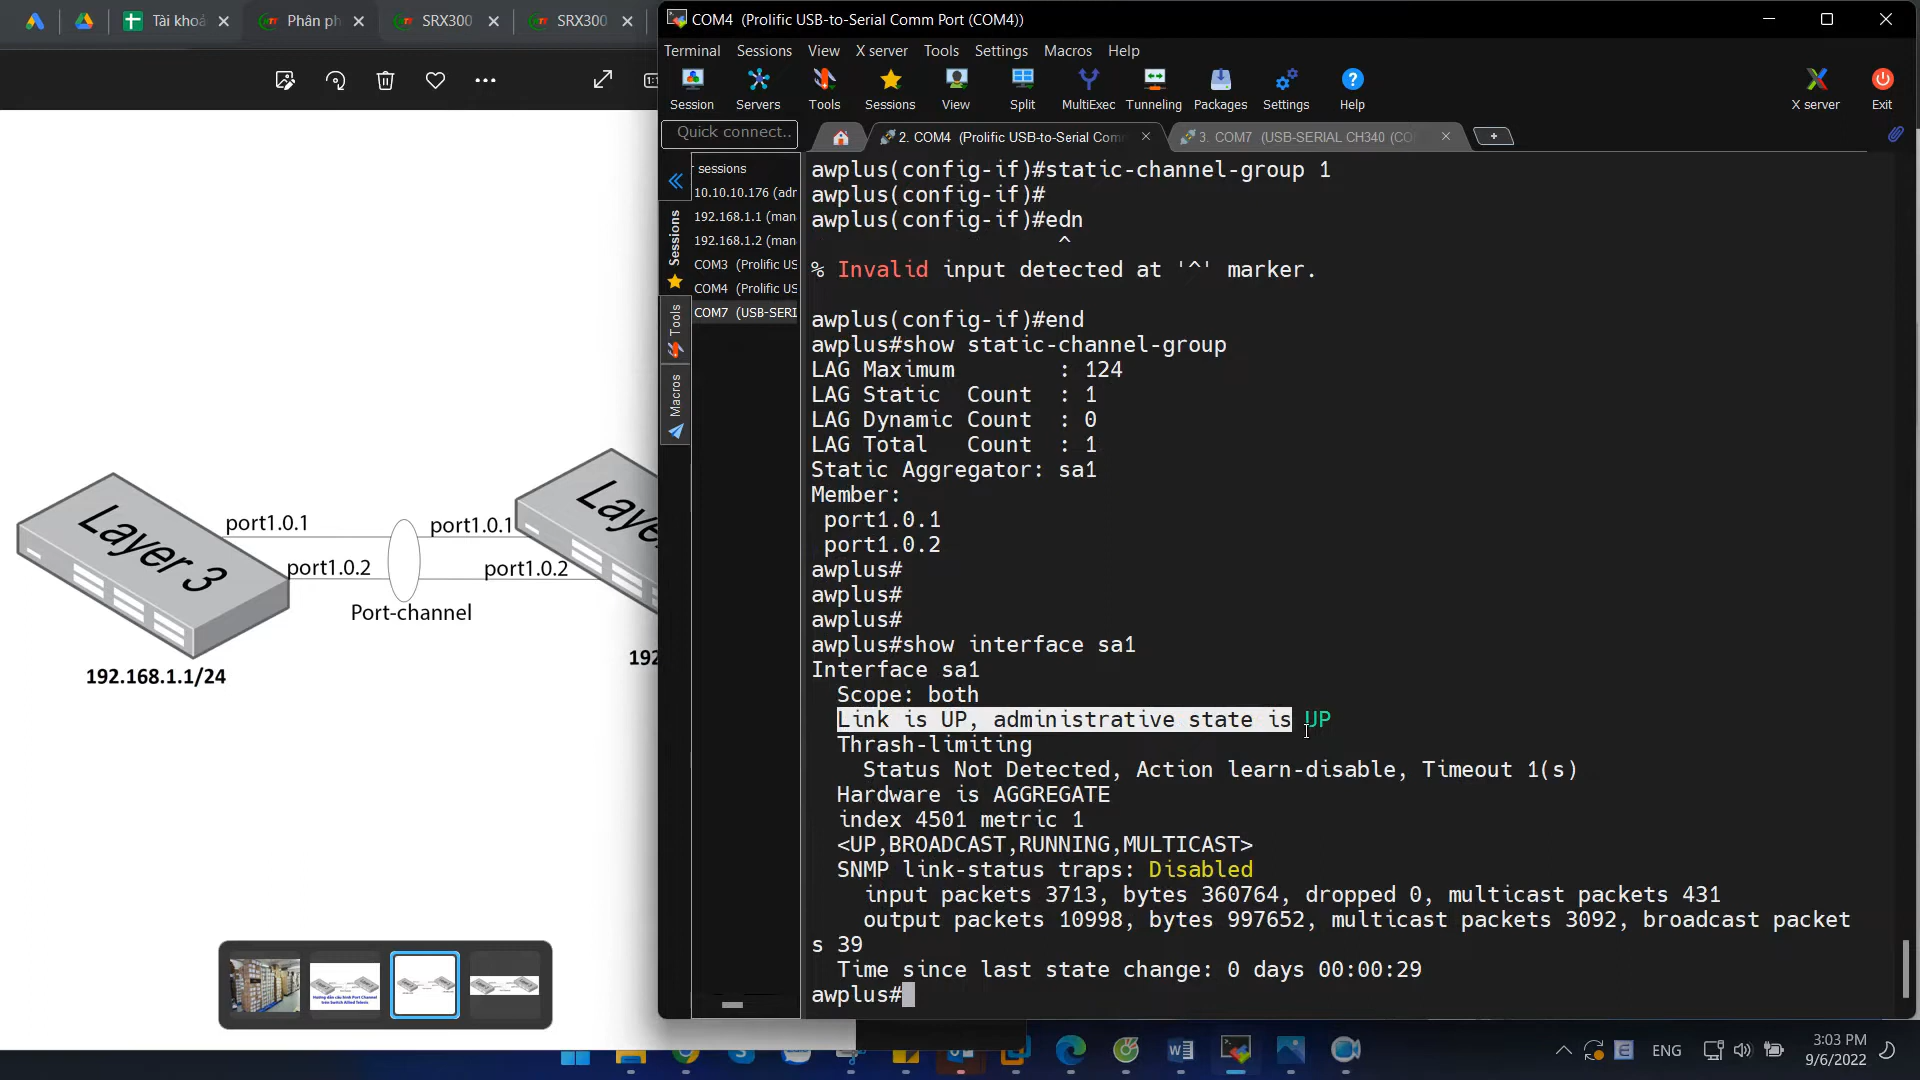 Tài khoả
Phân ph
SRX300
SRX300
COM4 (Prolific USB-to-Serial Comm Port (COM4))
Terminal Sessions View X server Tools Settings Macros Help
Session Servers Tools Sessions View Split MultiExec Tunneling Packages Settings Help X server Exit
Quick connect..
2. COM4 (Prolific USB-to-Serial Com
3. COM7 (USB-SERIAL CH340 (CO
sessions
10.10.10.176 (adr
192.168.1.1 (man
192.168.1.2 (man
COM3 (Prolific US
COM4 (Prolific US
COM7 (USB-SERI
Sessions
Tools
Macros
awplus(config-if)#static-channel-group 1
awplus(config-if)#
awplus(config-if)#edn
^
% Invalid input detected at '^' marker.
awplus(config-if)#end
awplus#show static-channel-group
LAG Maximum : 124
LAG Static Count : 1
LAG Dynamic Count : 0
LAG Total Count : 1
Static Aggregator: sa1
Member:
port1.0.1
port1.0.2
awplus#
awplus#
awplus#
awplus#show interface sa1
Interface sa1
Scope: both
Link is UP, administrative state is UP
Thrash-limiting
Status Not Detected, Action learn-disable, Timeout 1(s)
Hardware is AGGREGATE
index 4501 metric 1
<UP,BROADCAST,RUNNING,MULTICAST>
SNMP link-status traps: Disabled
input packets 3713, bytes 360764, dropped 0, multicast packets 431
output packets 10998, bytes 997652, multicast packets 3092, broadcast packet
s 39
Time since last state change: 0 days 00:00:29
awplus#
Layer 3
port1.0.1
port1.0.2
Port-channel
port1.0.1
port1.0.2
Laye
192.168.1.1/24
192
ENG
3:03 PM
9/6/2022